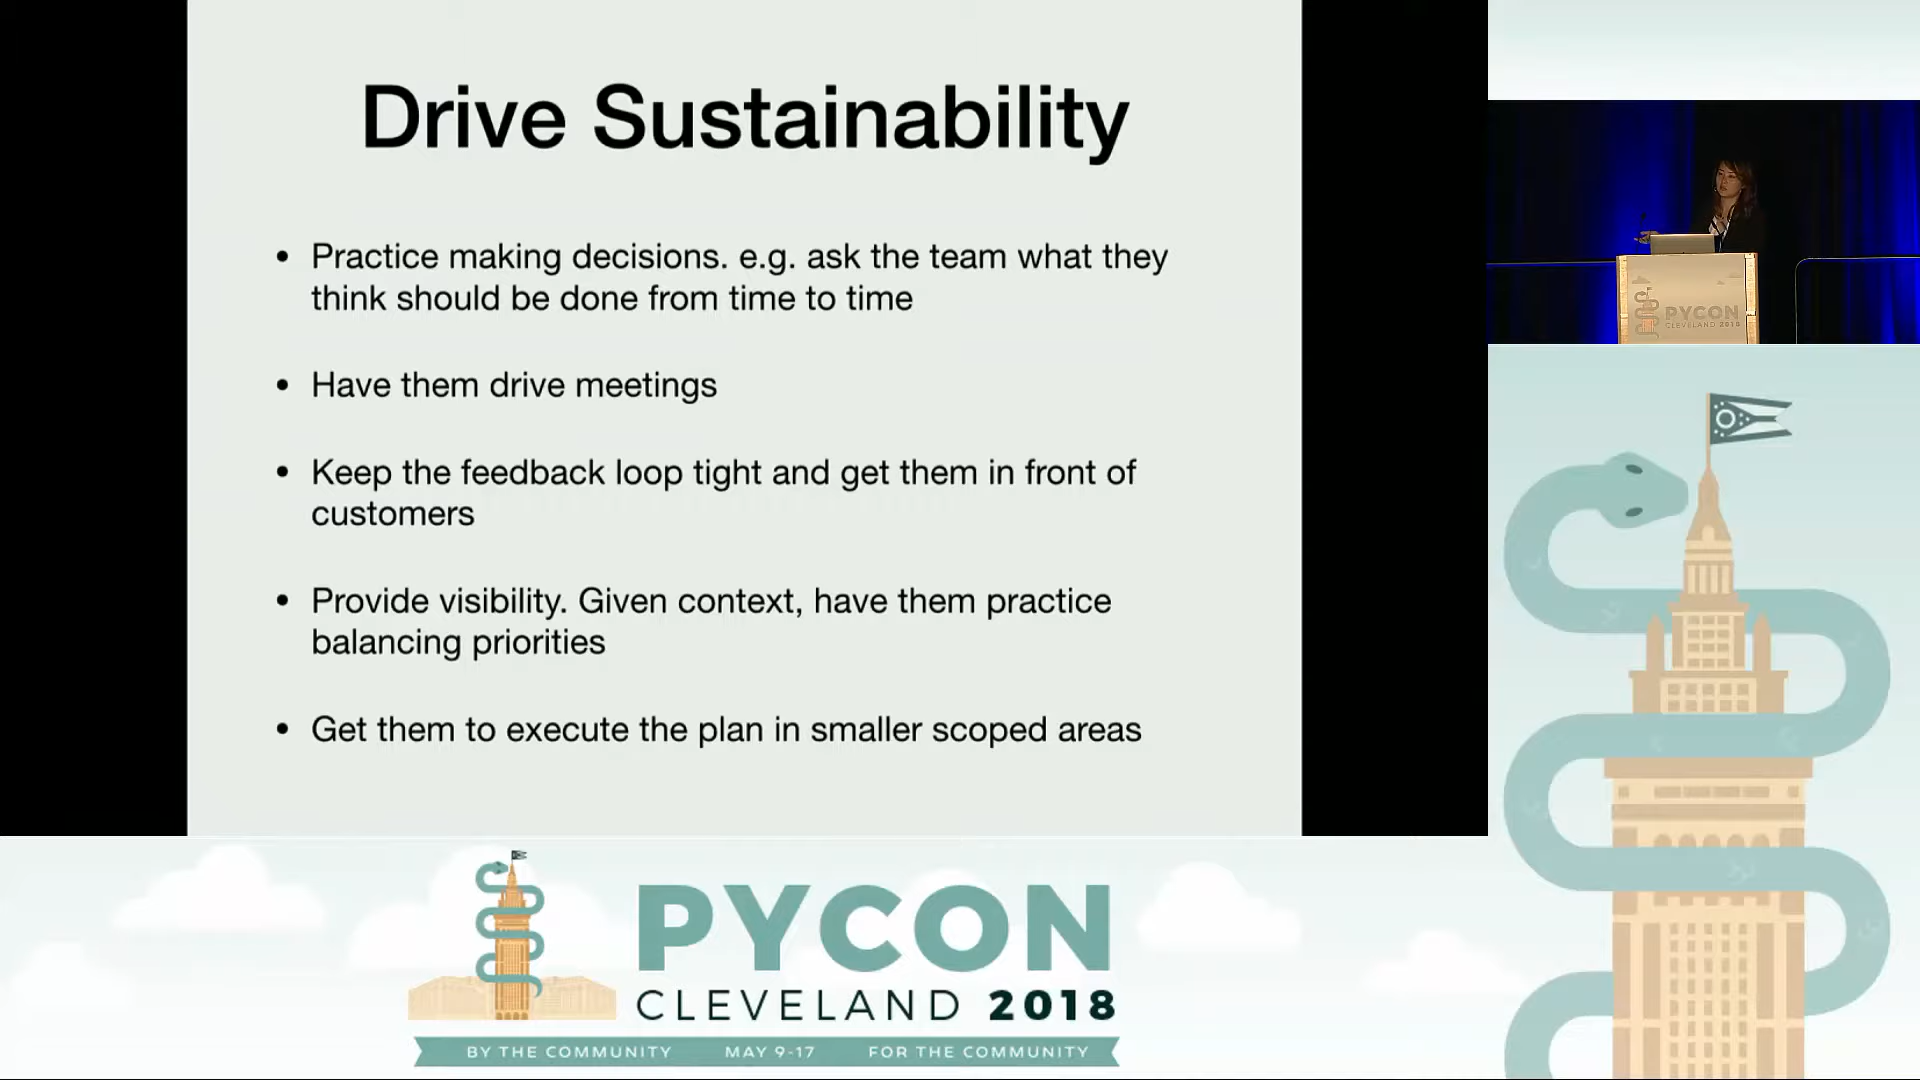 Drive Sustainability
• Practice making decisions. e.g. ask the team what they
think should be done from time to time
• Have them drive meetings
• Keep the feedback loop tight and get them in front of
customers
• Provide visibility. Given context, have them practice
balancing priorities
• Get them to execute the plan in smaller scoped areas
PYCON
CLEVELAND 2018
PYCON
CLEVELAND 2018
BY THE COMMUNITY MAY 9-17 FOR THE COMMUNITY